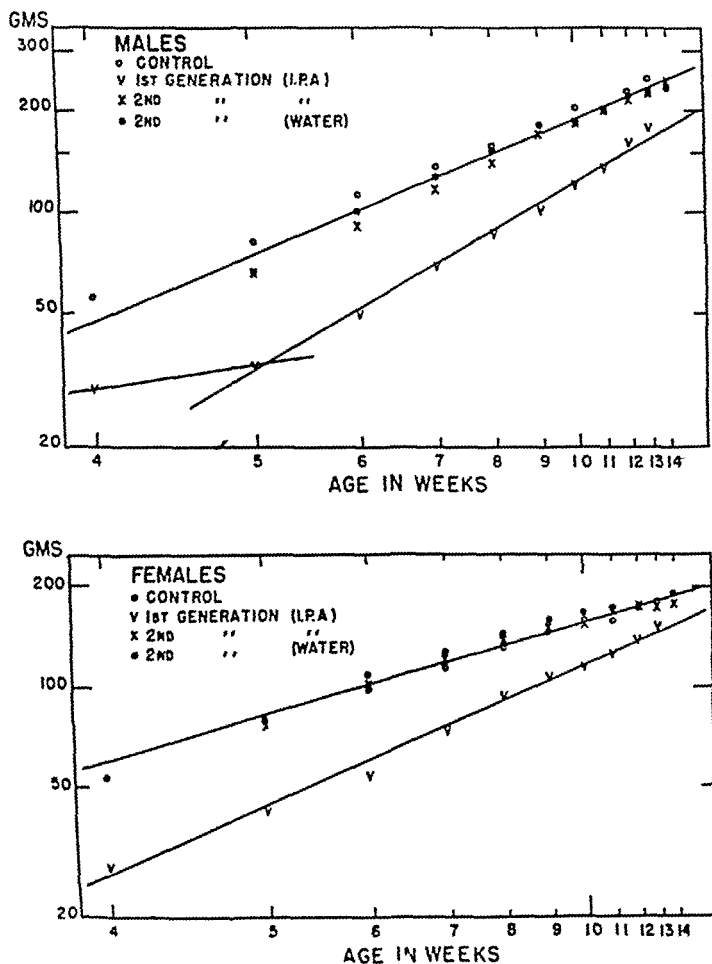 GMS
MALES
o CONTROL
v 1ST GENERATION (I.P.A)
x 2ND " "
• 2ND " (WATER)
300
200
100
50
20
4 5 6 7 8 9 10 11 12 13 14
AGE IN WEEKS
GMS
FEMALES
• CONTROL
v 1ST GENERATION (I.P.A)
x 2ND " "
• 2ND " (WATER)
200
100
50
20
4 5 6 7 8 9 10 11 12 13 14
AGE IN WEEKS